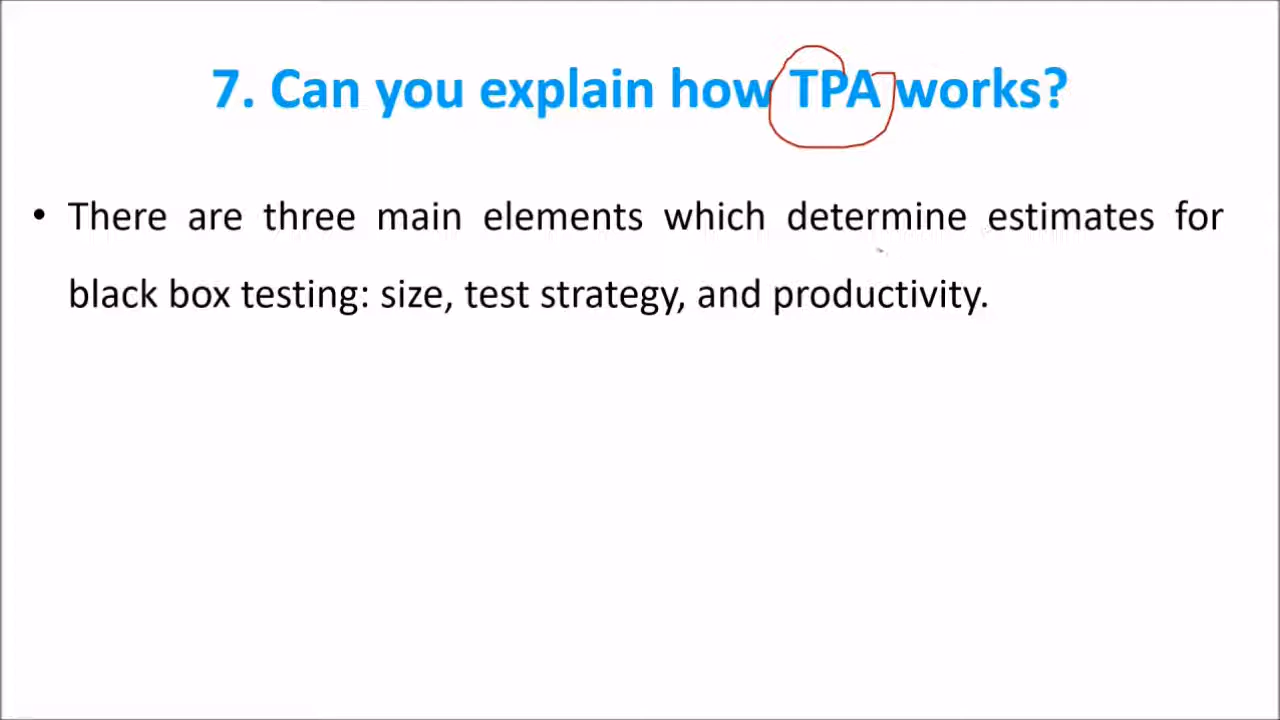 7. Can you explain how TPA works?
• There are three main elements which determine estimates for
black box testing: size, test strategy, and productivity.